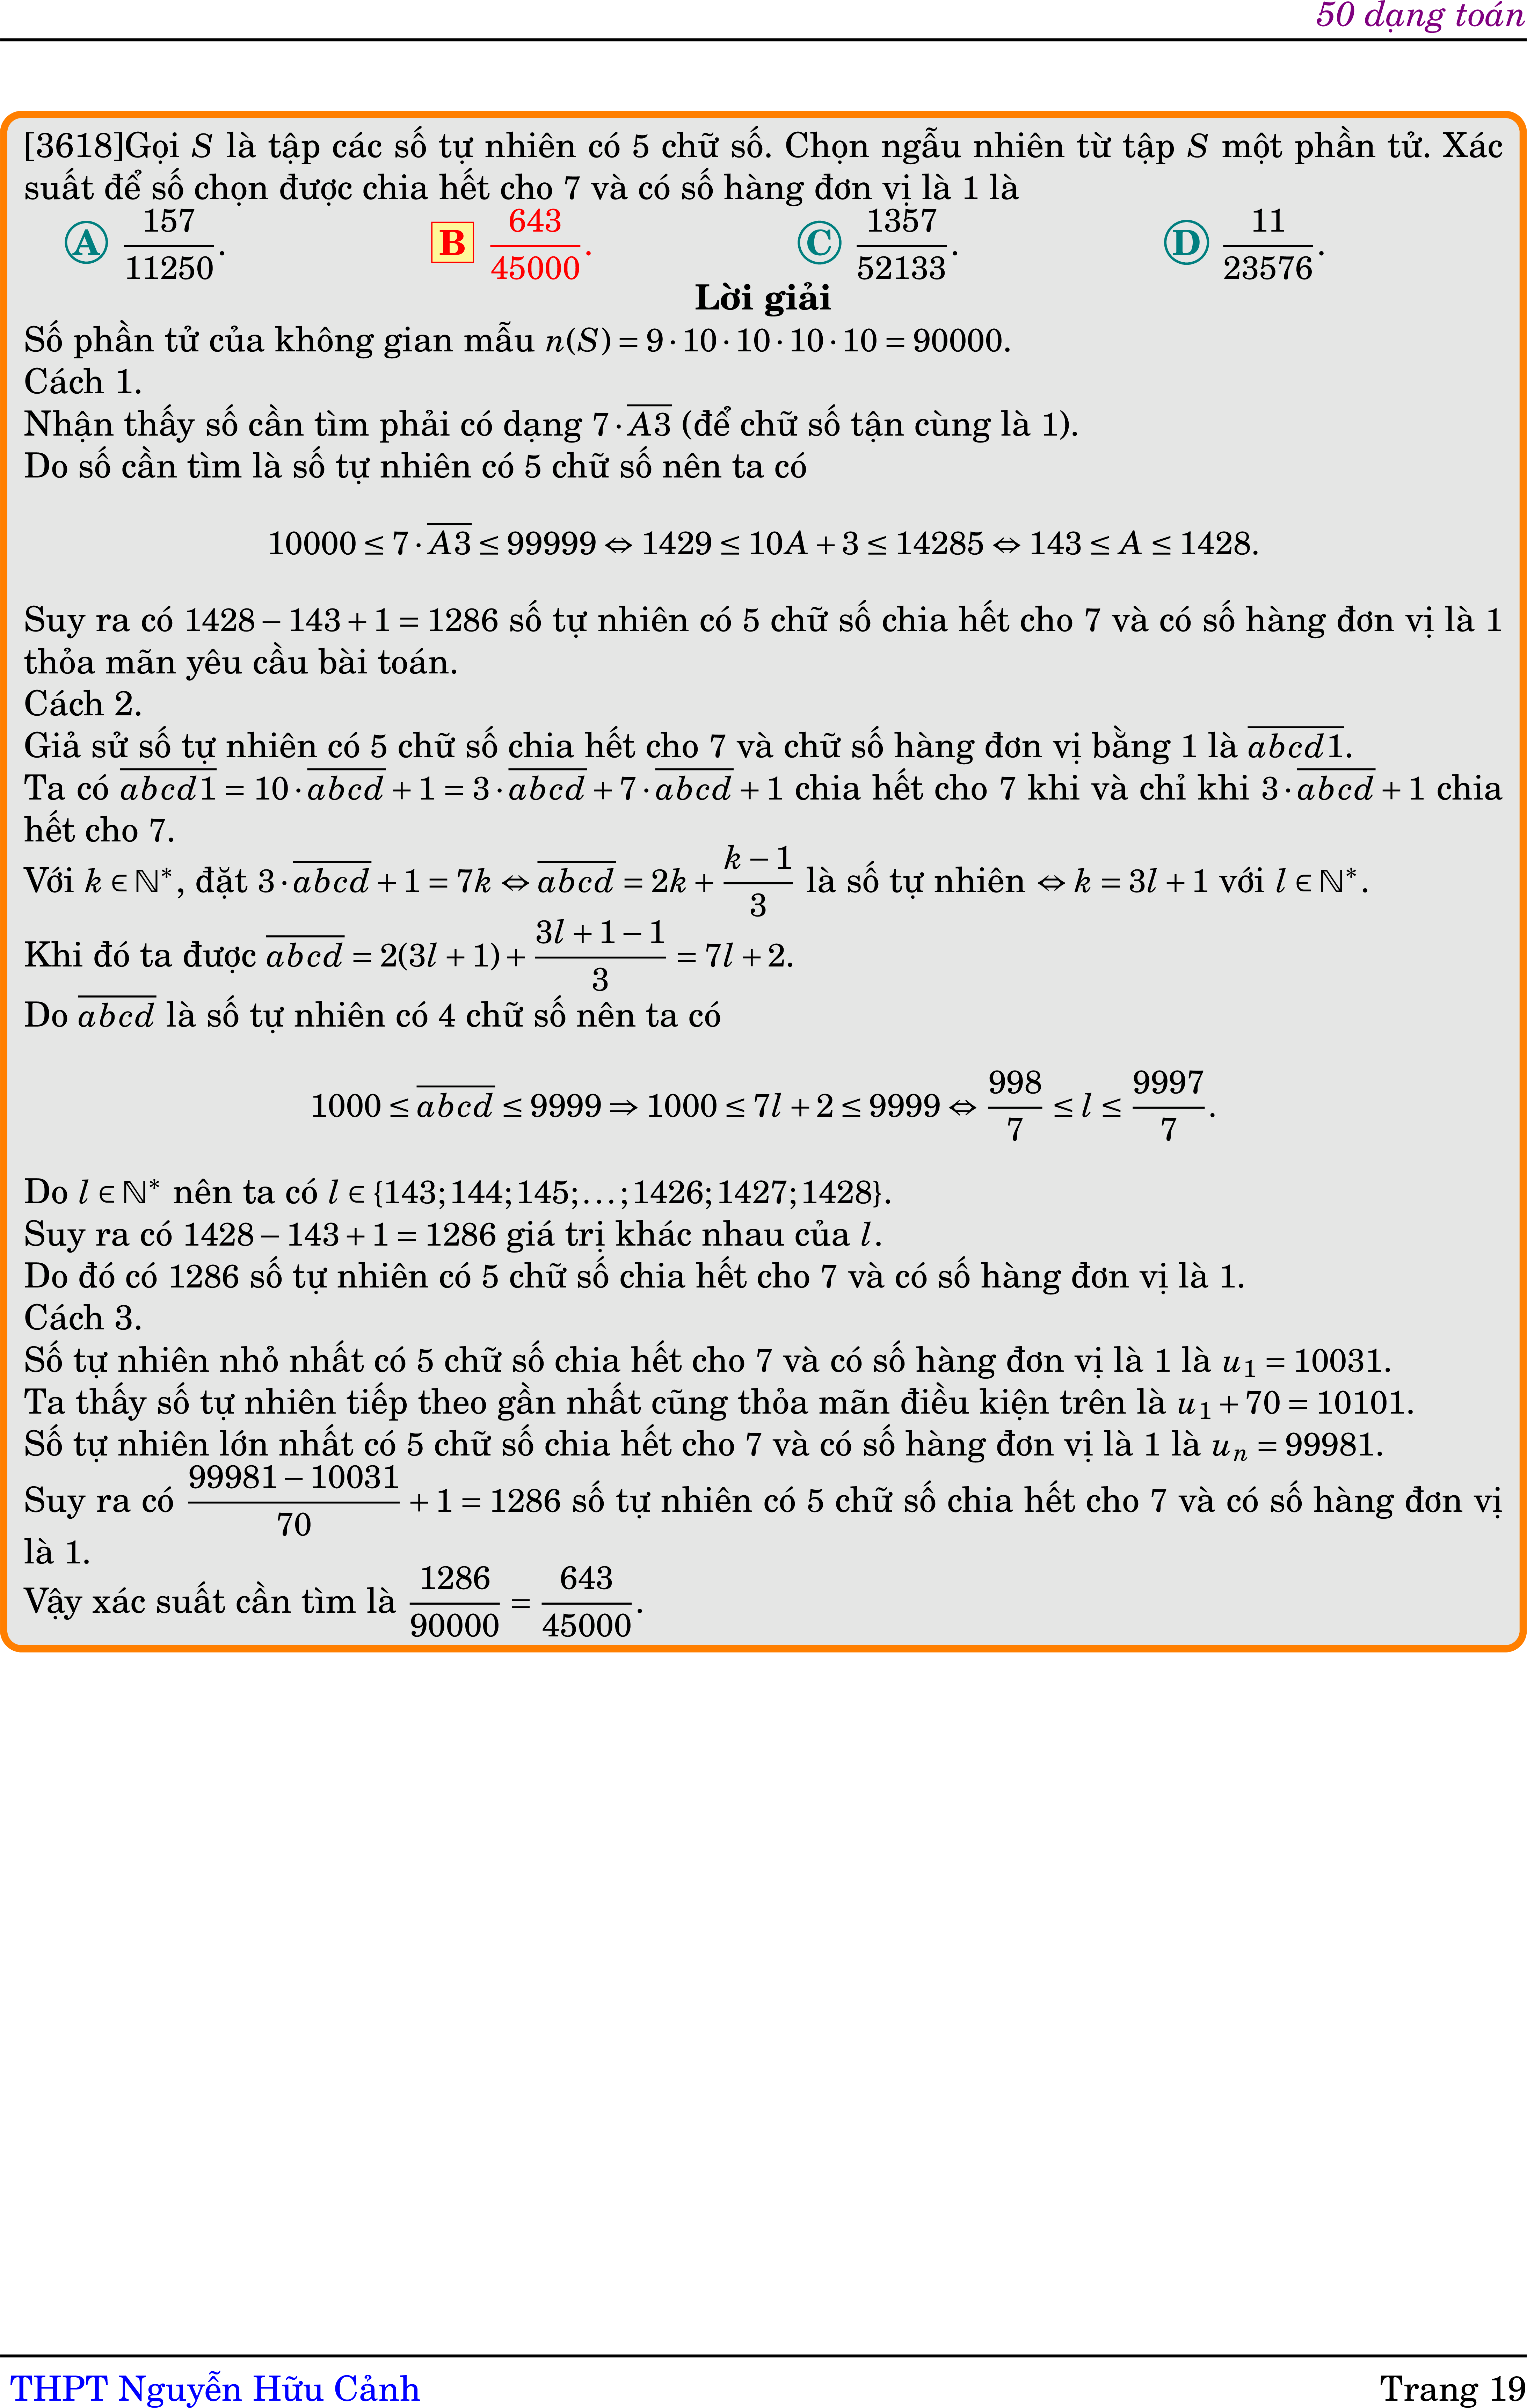 50 dạng toán
[3618]Gọi S là tập các số tự nhiên có 5 chữ số. Chọn ngẫu nhiên từ tập S một phần tử. Xác
suất để số chọn được chia hết cho 7 và có số hàng đơn vị là 1 là
A $\frac{157}{11250}$. B $\frac{643}{45000}$. C $\frac{1357}{52133}$. D $\frac{11}{23576}$.
Lời giải
Số phần tử của không gian mẫu $n(S) = 9 \cdot 10 \cdot 10 \cdot 10 \cdot 10 = 90000$.
Cách 1.
Nhận thấy số cần tìm phải có dạng $7 \cdot \overline{A3}$ (để chữ số tận cùng là 1).
Do số cần tìm là số tự nhiên có 5 chữ số nên ta có
$10000 \le 7 \cdot \overline{A3} \le 99999 \Leftrightarrow 1429 \le 10A + 3 \le 14285 \Leftrightarrow 143 \le A \le 1428.$
Suy ra có $1428 - 143 + 1 = 1286$ số tự nhiên có 5 chữ số chia hết cho 7 và có số hàng đơn vị là 1
thỏa mãn yêu cầu bài toán.
Cách 2.
Giả sử số tự nhiên có 5 chữ số chia hết cho 7 và chữ số hàng đơn vị bằng 1 là $\overline{abcd1}$.
Ta có $\overline{abcd1} = 10 \cdot \overline{abcd} + 1 = 3 \cdot \overline{abcd} + 7 \cdot \overline{abcd} + 1$ chia hết cho 7 khi và chỉ khi $3 \cdot \overline{abcd} + 1$ chia
hết cho 7.
Với $k \in \mathbb{N}^*$, đặt $3 \cdot \overline{abcd} + 1 = 7k \Leftrightarrow \overline{abcd} = 2k + \frac{k-1}{3}$ là số tự nhiên $\Leftrightarrow k = 3l + 1$ với $l \in \mathbb{N}^*$.
Khi đó ta được $\overline{abcd} = 2(3l + 1) + \frac{3l+1-1}{3} = 7l + 2$.
Do $\overline{abcd}$ là số tự nhiên có 4 chữ số nên ta có
$1000 \le \overline{abcd} \le 9999 \Rightarrow 1000 \le 7l + 2 \le 9999 \Leftrightarrow \frac{998}{7} \le l \le \frac{9997}{7}.$
Do $l \in \mathbb{N}^*$ nên ta có $l \in \{143; 144; 145; \ldots; 1426; 1427; 1428\}$.
Suy ra có $1428 - 143 + 1 = 1286$ giá trị khác nhau của $l$.
Do đó có 1286 số tự nhiên có 5 chữ số chia hết cho 7 và có số hàng đơn vị là 1.
Cách 3.
Số tự nhiên nhỏ nhất có 5 chữ số chia hết cho 7 và có số hàng đơn vị là 1 là $u_1 = 10031$.
Ta thấy số tự nhiên tiếp theo gần nhất cũng thỏa mãn điều kiện trên là $u_1 + 70 = 10101$.
Số tự nhiên lớn nhất có 5 chữ số chia hết cho 7 và có số hàng đơn vị là 1 là $u_n = 99981$.
Suy ra có $\frac{99981 - 10031}{70} + 1 = 1286$ số tự nhiên có 5 chữ số chia hết cho 7 và có số hàng đơn vị
là 1.
Vậy xác suất cần tìm là $\frac{1286}{90000} = \frac{643}{45000}$.
THPT Nguyễn Hữu Cảnh
Trang 19